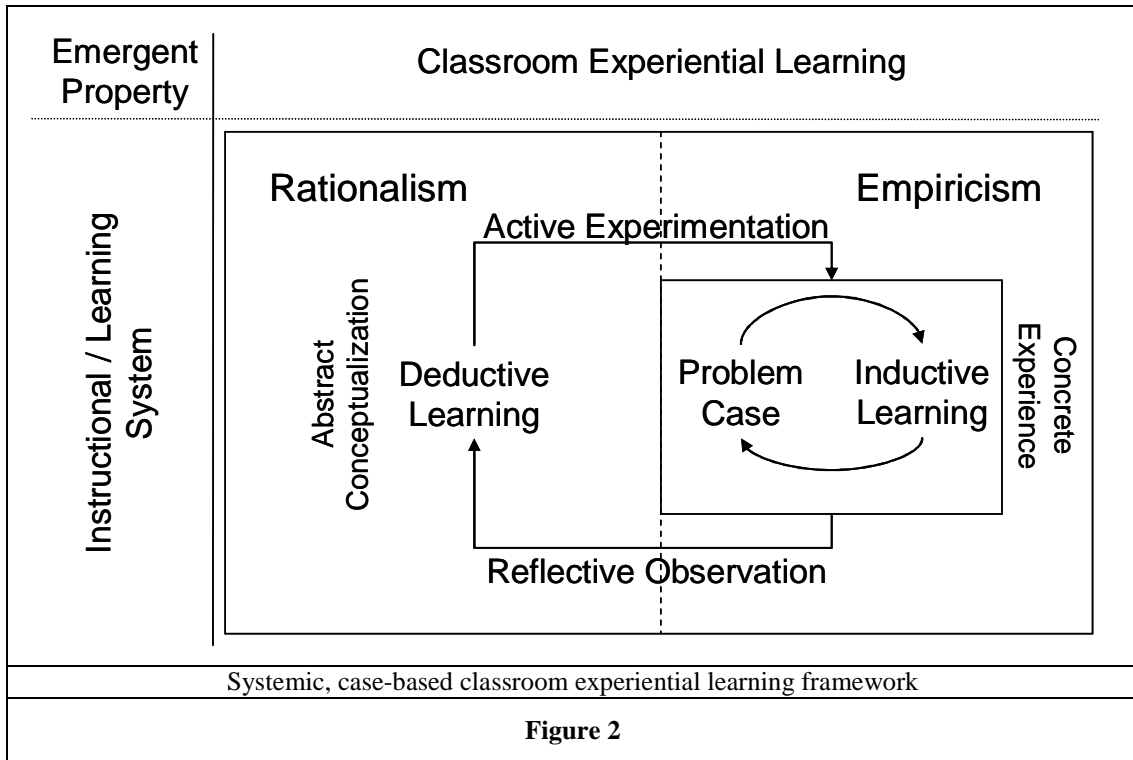 Emergent
Property
Classroom Experiential Learning
Instructional / Learning
System
Rationalism
Empiricism
Active Experimentation
Abstract
Conceptualization
Deductive
Learning
Problem
Case
Inductive
Learning
Concrete
Experience
Reflective Observation
Systemic, case-based classroom experiential learning framework
Figure 2